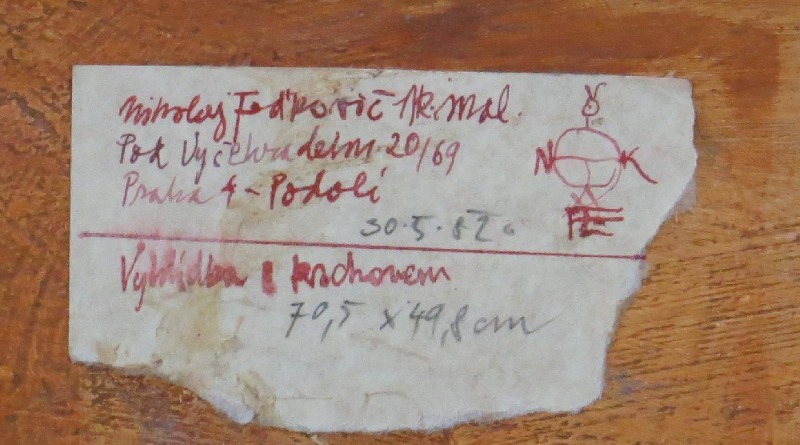 Nikolaj Feďkovič Ak. Mal.
Pod Vyšehradem 20/69
Praha 4 - Podolí
30.5.82.
Vyhlídka
70,5 x 49,8 cm
N K